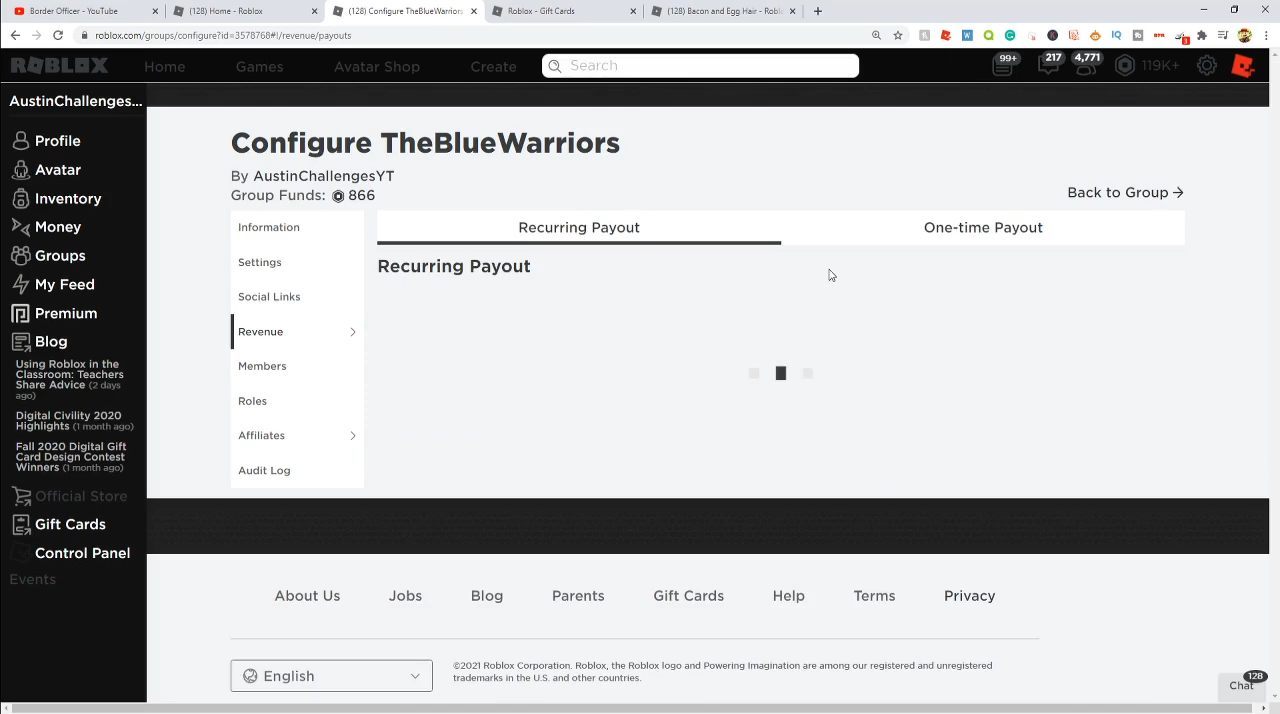 Border Officer - YouTube
(128) Home - Roblox
(128) Configure TheBlueWarriors
Roblox - Gift Cards
(128) Bacon and Egg Hair - Robl
roblox.com/groups/configure?id=3578768#!/revenue/payouts
ROBLOX
Home
Games
Avatar Shop
Create
Search
99+
217
4,771
119K+
AustinChallenges...
Profile
Avatar
Inventory
Money
Groups
My Feed
Premium
Blog
Using Roblox in the
Classroom: Teachers
Share Advice (2 days
ago)
Digital Civility 2020
Highlights (1 month ago)
Fall 2020 Digital Gift
Card Design Contest
Winners (1 month ago)
Official Store
Gift Cards
Control Panel
Events
Configure TheBlueWarriors
By AustinChallengesYT
Group Funds: 866
Back to Group
Information
Settings
Social Links
Revenue
Members
Roles
Affiliates
Audit Log
Recurring Payout
One-time Payout
Recurring Payout
About Us
Jobs
Blog
Parents
Gift Cards
Help
Terms
Privacy
English
©2021 Roblox Corporation. Roblox, the Roblox logo and Powering Imagination are among our registered and unregistered
trademarks in the U.S. and other countries.
Chat
128